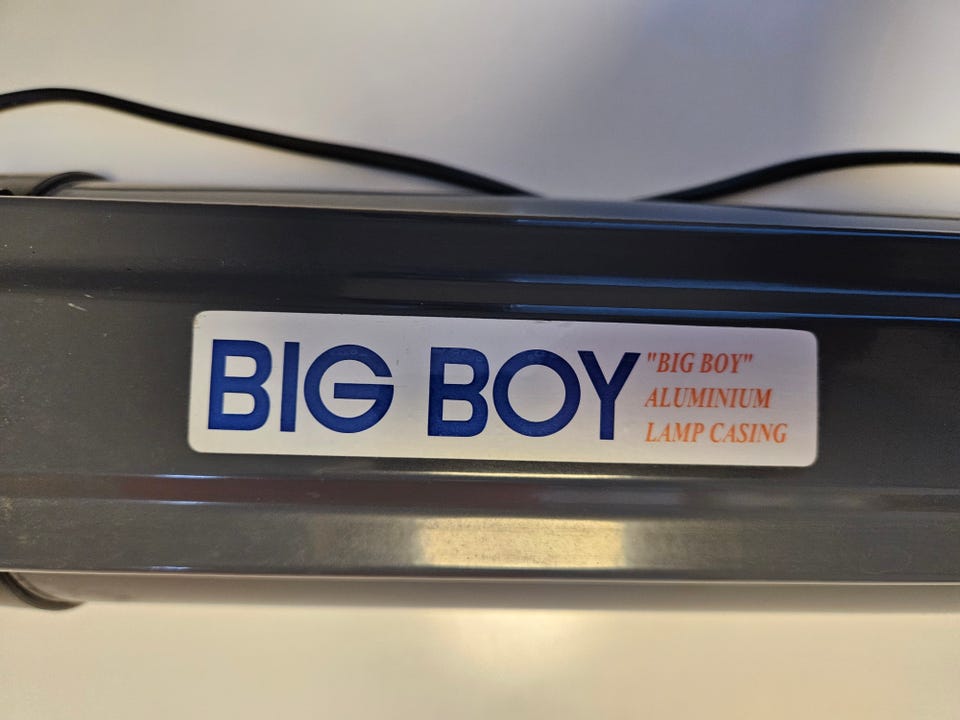 BIG BOY
"BIG BOY"
ALUMINIUM
LAMP CASING